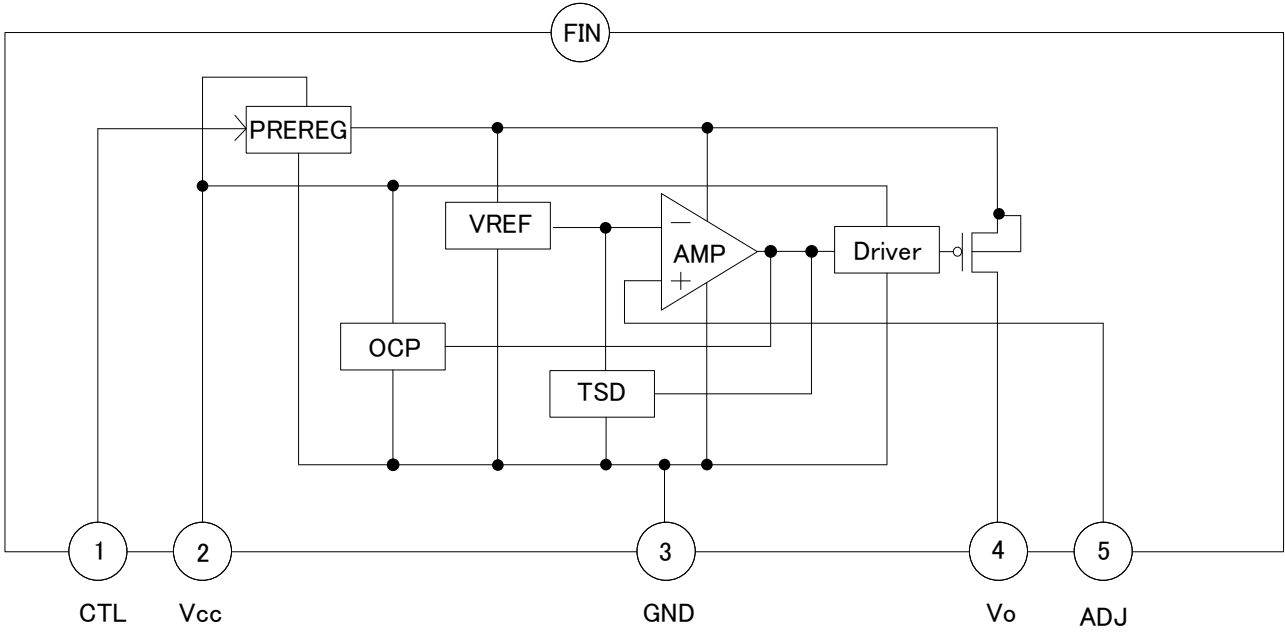 FIN
PREREG
VREF
AMP
Driver
OCP
TSD
1
2
3
4
5
CTL
Vcc
GND
Vo
ADJ